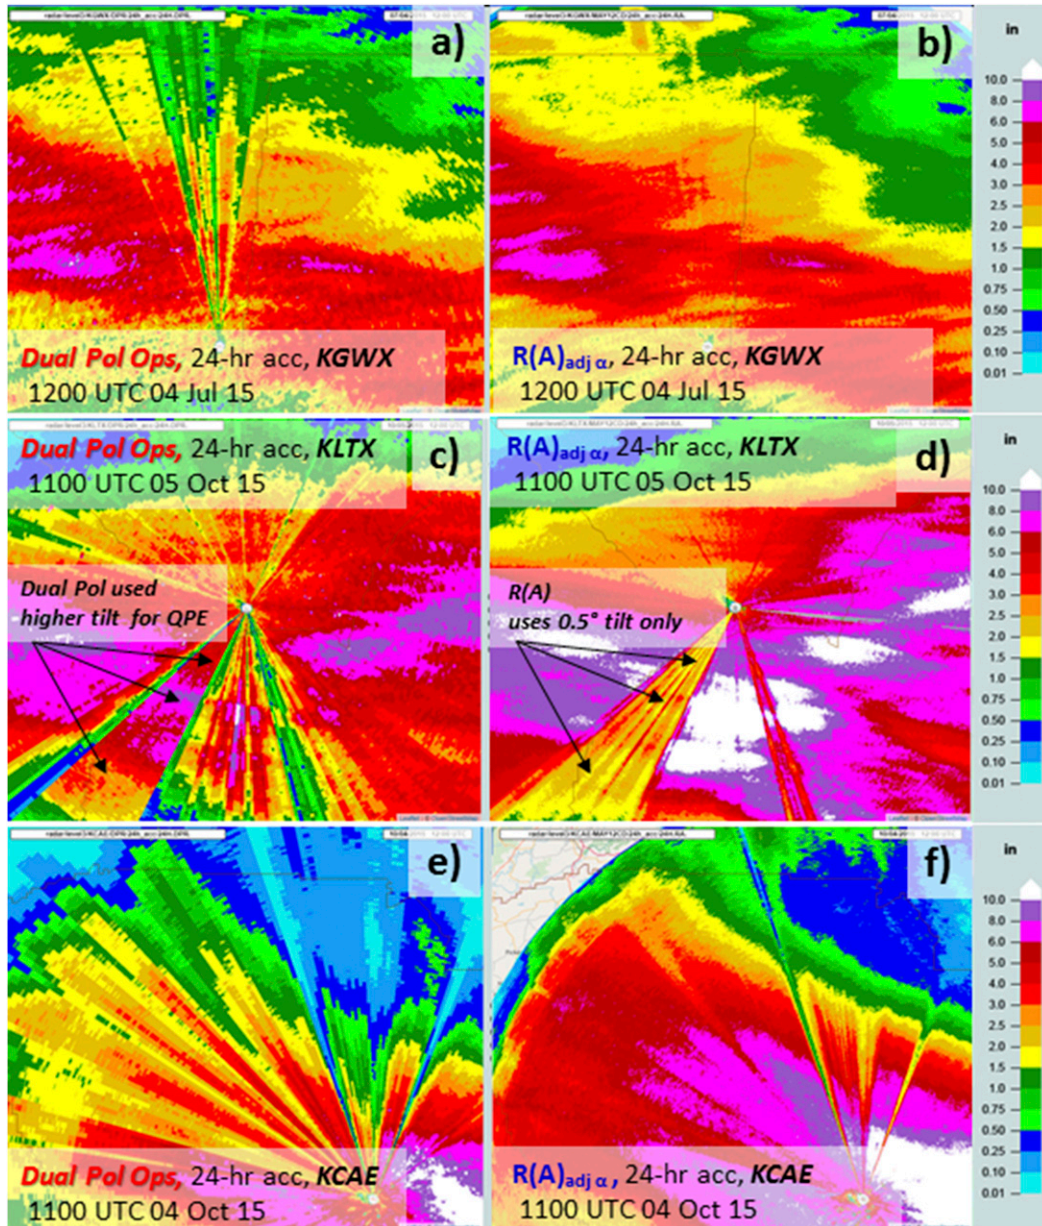 a)
b)
in
10.0
8.0
6.0
5.0
4.0
3.0
2.5
2.0
1.5
1.0
0.75
0.50
0.25
0.10
0.01
Dual Pol Ops, 24-hr acc, KGWX
1200 UTC 04 Jul 15
R(A)adj α, 24-hr acc, KGWX
1200 UTC 04 Jul 15
Dual Pol Ops, 24-hr acc, KLTX
1100 UTC 05 Oct 15
c)
R(A)adj α, 24-hr acc, KLTX
1100 UTC 05 Oct 15
d)
in
10.0
8.0
6.0
5.0
4.0
3.0
2.5
2.0
1.5
1.0
0.75
0.50
0.25
0.10
0.01
Dual Pol used
higher tilt for QPE
R(A)
uses 0.5° tilt only
e)
f)
in
10.0
8.0
6.0
5.0
4.0
3.0
2.5
2.0
1.5
1.0
0.75
0.50
0.25
0.10
0.01
Dual Pol Ops, 24-hr acc, KCAE
1100 UTC 04 Oct 15
R(A)adj α, 24-hr acc, KCAE
1100 UTC 04 Oct 15